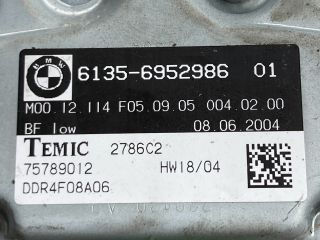 BMW
6135-6952986 01
M00.12.114 F05.09.05 004.02.00
BF low 08.06.2004
TEMIC 2786C2
75789012 HW18/04
DDR4F08A06